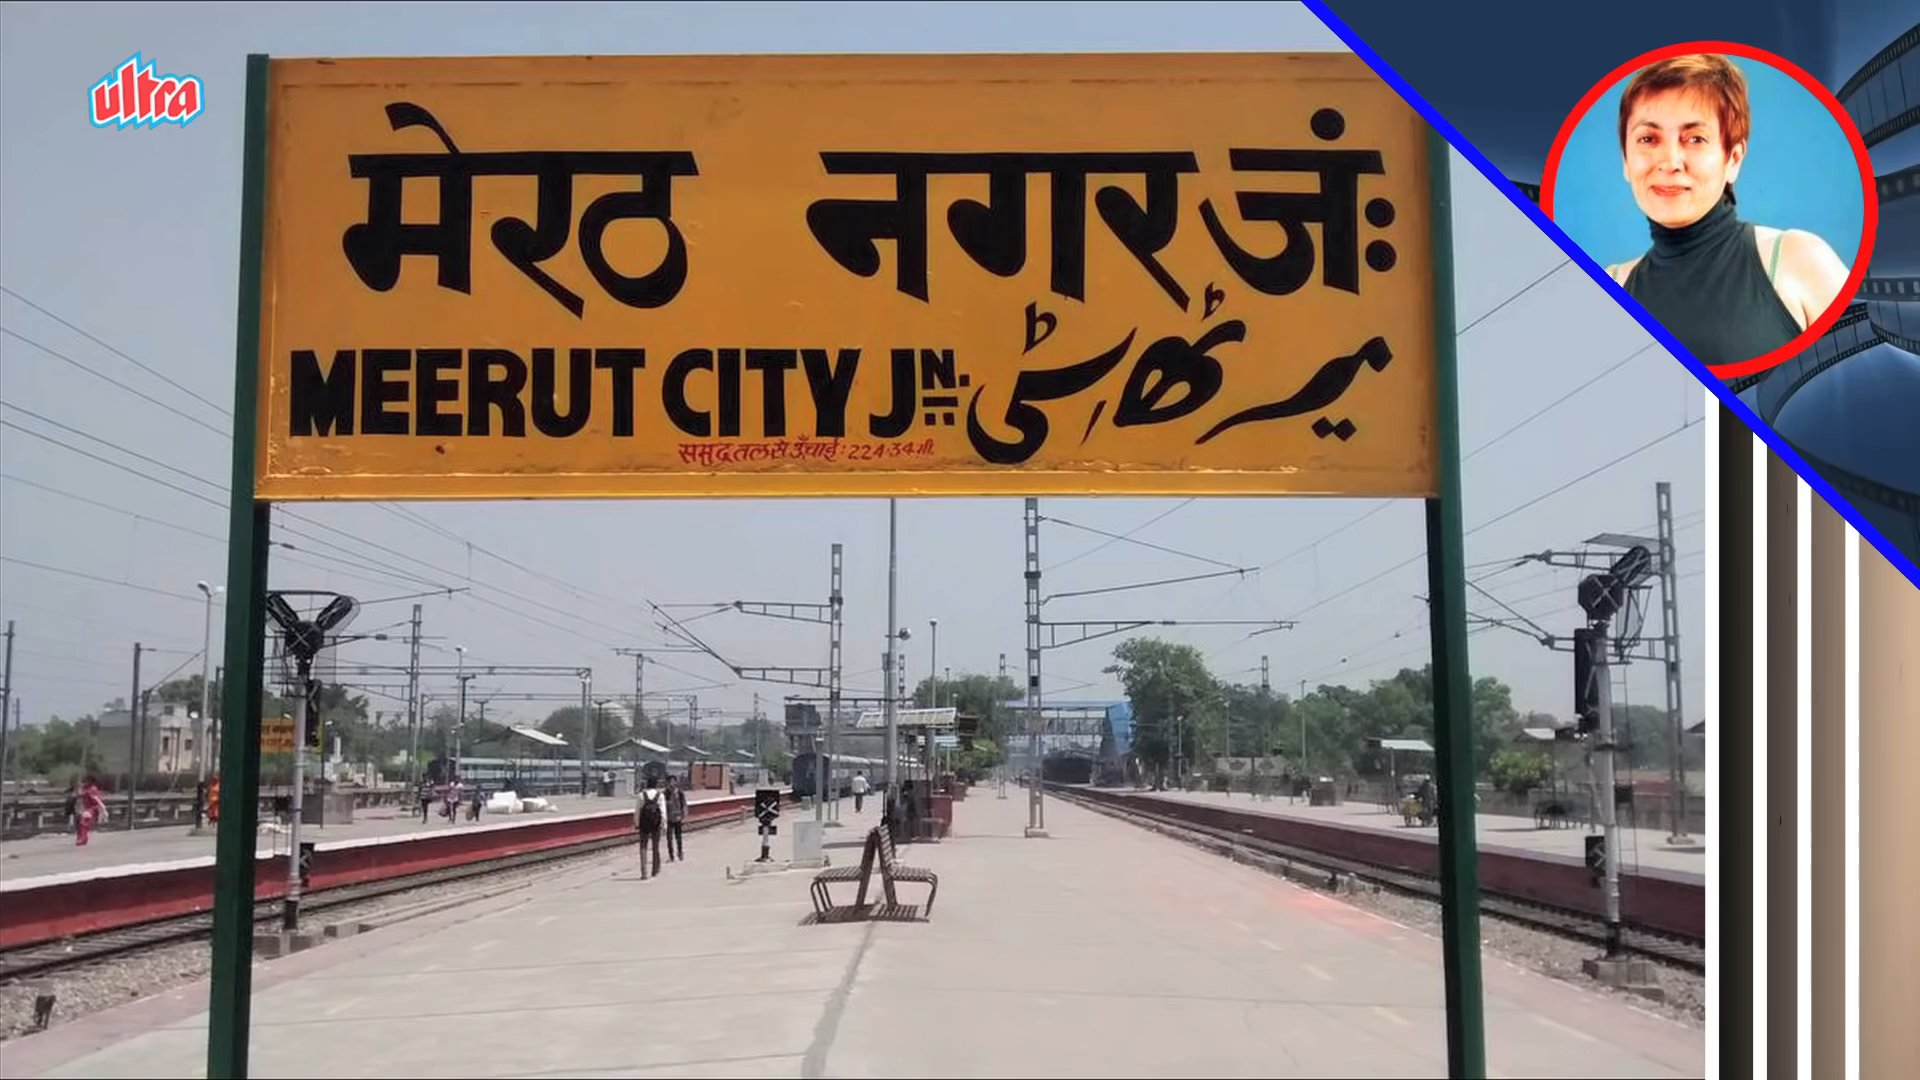 ultra
मेरठ नगर जं:
MEERUT CITY JN.
میرٹھ سٹی
समुद्र तल से ऊँचाई: 224.34 मी.